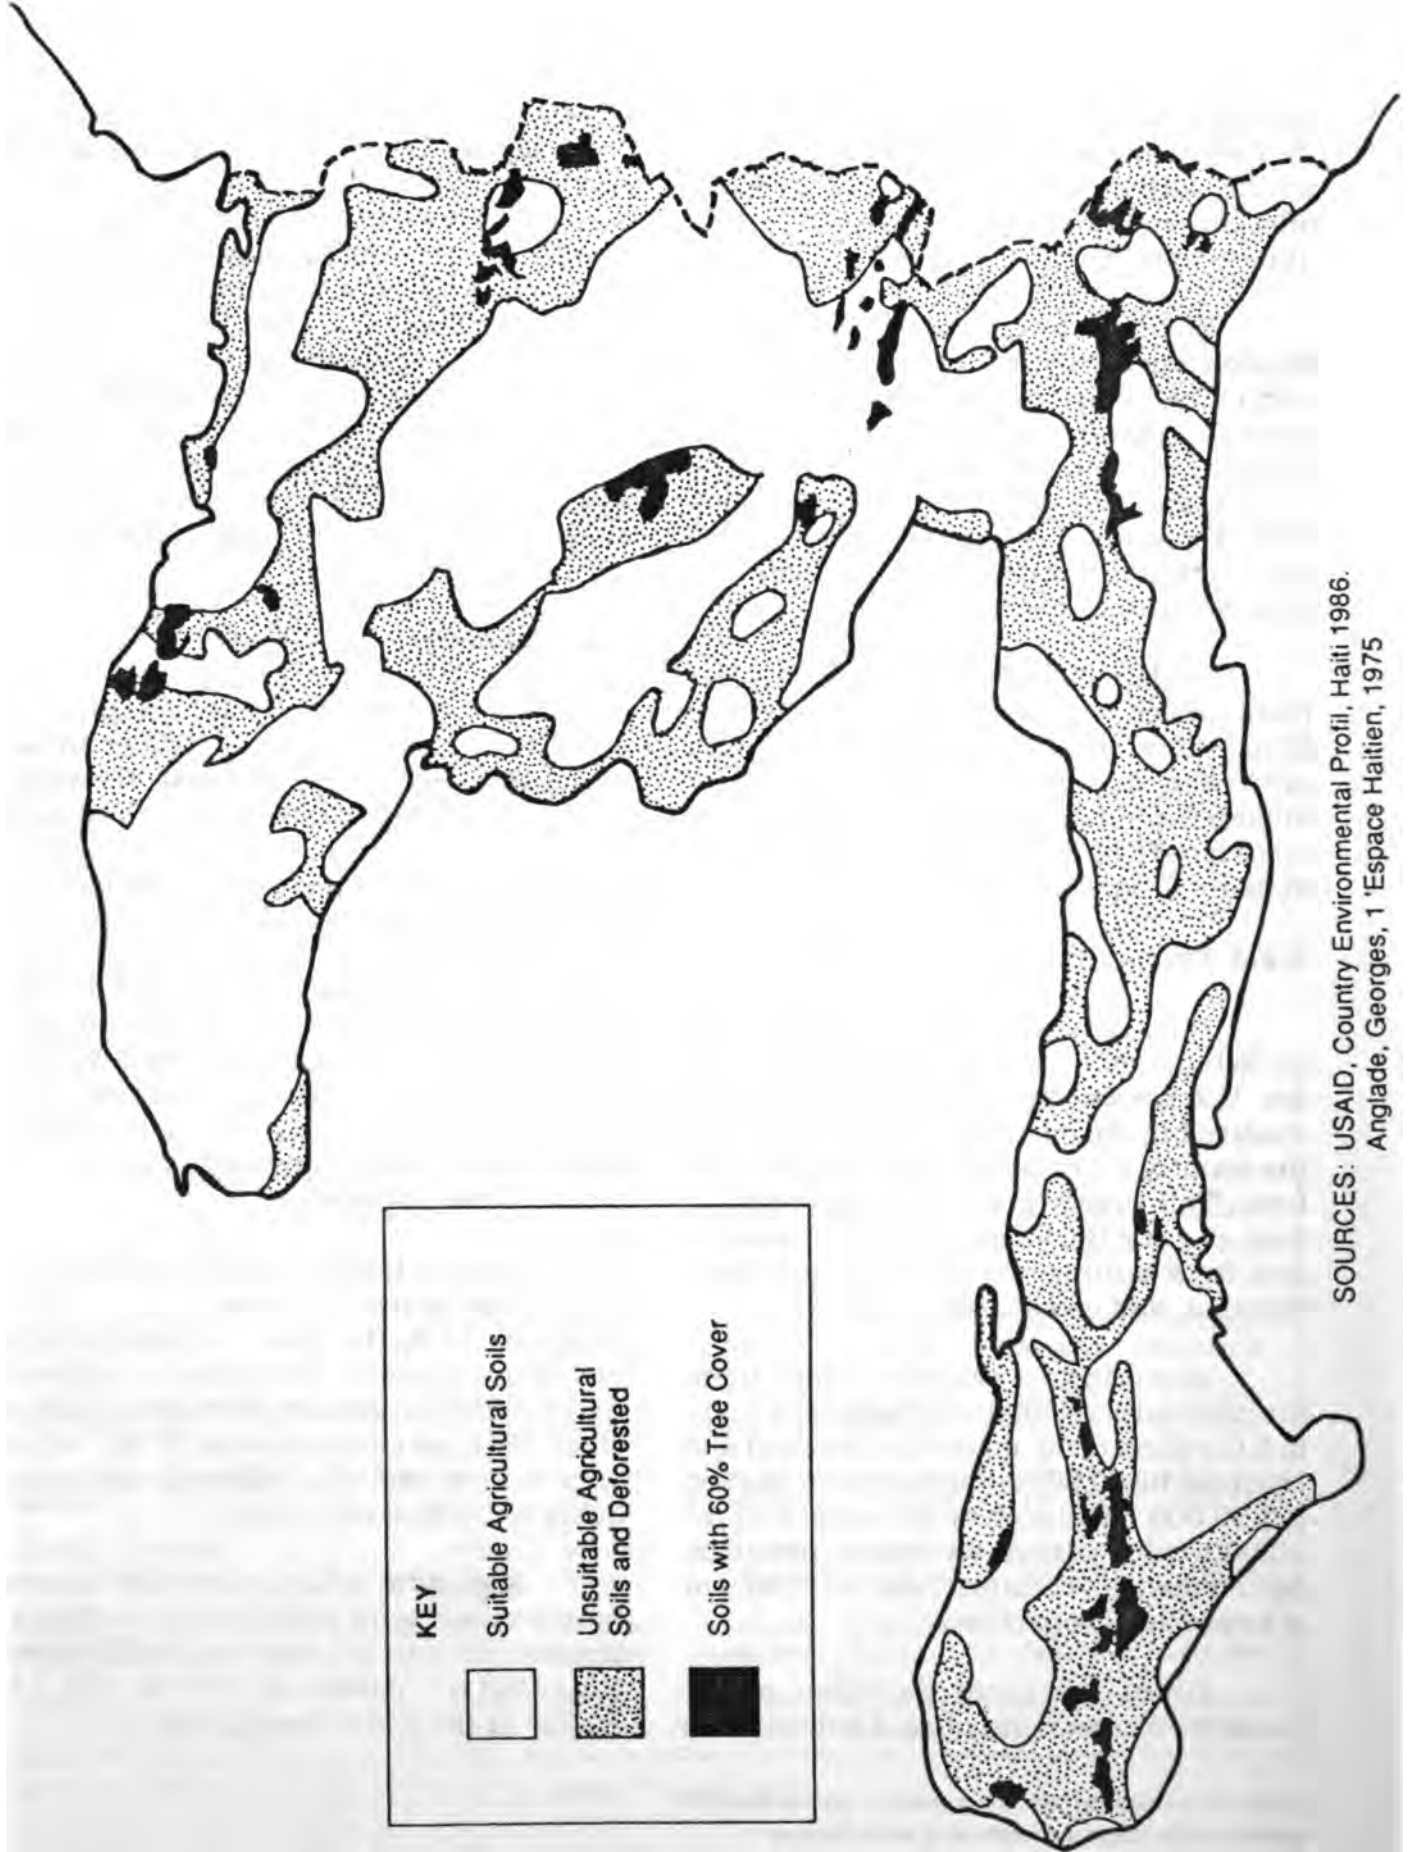 KEY
Suitable Agricultural Soils
Unsuitable Agricultural
Soils and Deforested
Soils with 60% Tree Cover
SOURCES: USAID, Country Environmental Profil, Haiti 1986.
Anglade, Georges, 1 'Espace Haitien, 1975